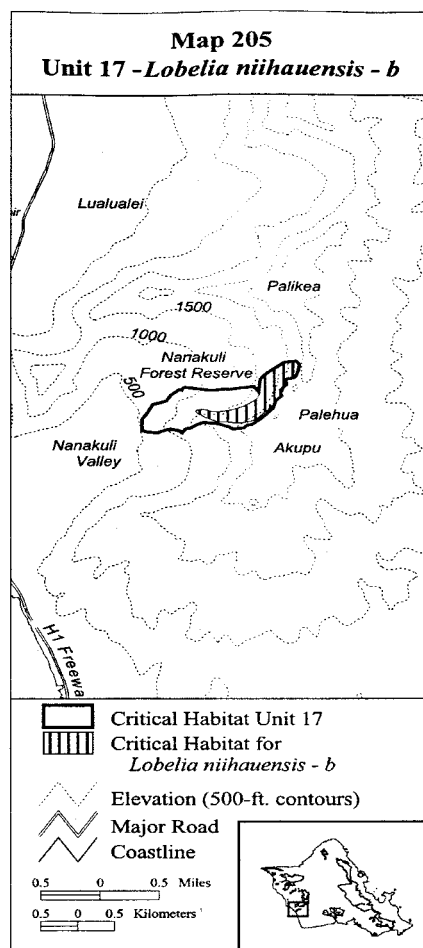 Map 205
Unit 17 - Lobelia niihauensis - b
Lualualei
Palikea
1500
1000
Nanakuli
Forest Reserve
500
Palehua
Nanakuli
Valley
Akupu
H1 Freewa
Critical Habitat Unit 17
Critical Habitat for
Lobelia niihauensis - b
Elevation (500-ft. contours)
Major Road
Coastline
0.5 0 0.5 Miles
0.5 0 0.5 Kilometers